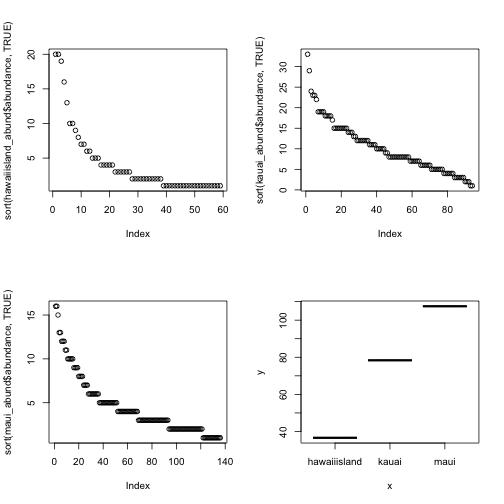 sort(hawaiiisland_abund$abundance, TRUE)
20
15
10
5
0 10 20 30 40 50 60
Index
sort(kauai_abund$abundance, TRUE)
30
25
20
15
10
5
0
0 20 40 60 80
Index
sort(maui_abund$abundance, TRUE)
15
10
5
0 20 40 60 80 100 140
Index
y
100
80
60
40
hawaiiisland kauai maui
x